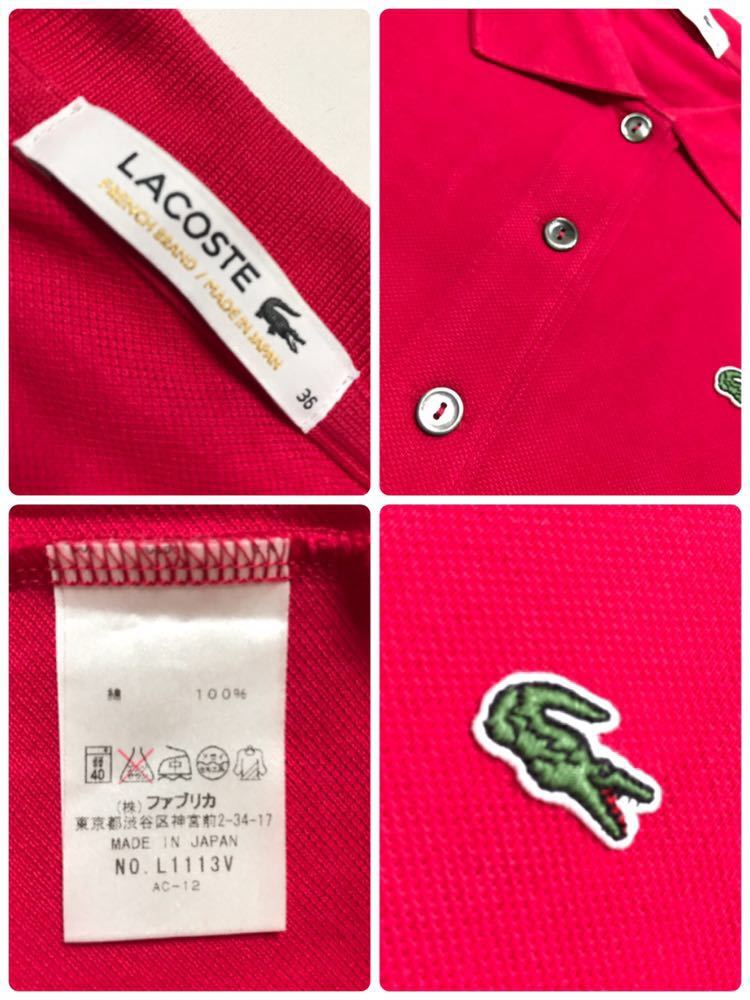 LACOSTE
FRENCH BRAND / MADE IN JAPAN
36
綿 100%
40
中
(株) ファブリカ
東京都渋谷区神宮前2-34-17
MADE IN JAPAN
NO. L1113V
AC-12